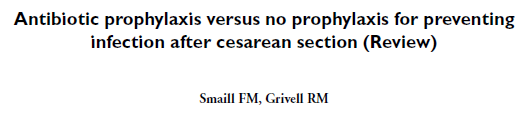 Antibiotic prophylaxis versus no prophylaxis for preventing
infection after cesarean section (Review)
Smaill FM, Grivell RM